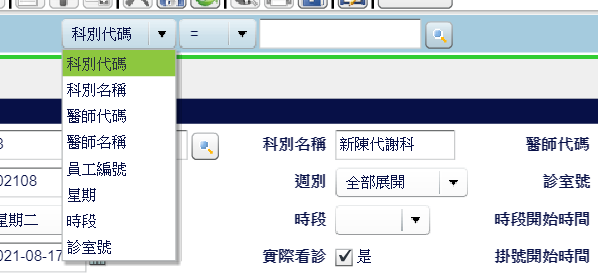 科別代碼 =
科別代碼
科別名稱
醫師代碼
醫師名稱
員工編號
星期
時段
診室號
科別名稱 新陳代謝科 醫師代碼
02108 週別 全部展開 診室號
星期二 時段 時段開始時間
021-08-17 實際看診 是 掛號開始時間